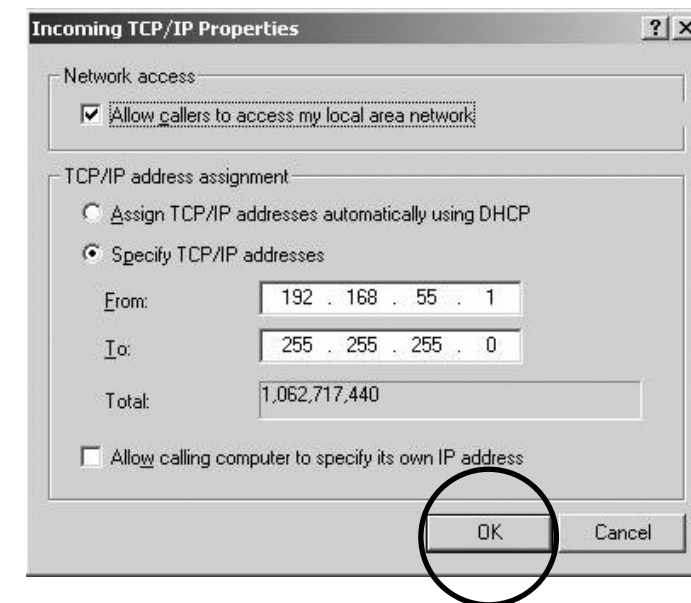 Incoming TCP/IP Properties
Network access
Allow callers to access my local area network
TCP/IP address assignment
Assign TCP/IP addresses automatically using DHCP
Specify TCP/IP addresses
From: 192 . 168 . 55 . 1
To: 255 . 255 . 255 . 0
Total: 1,062,717,440
Allow calling computer to specify its own IP address
OK Cancel